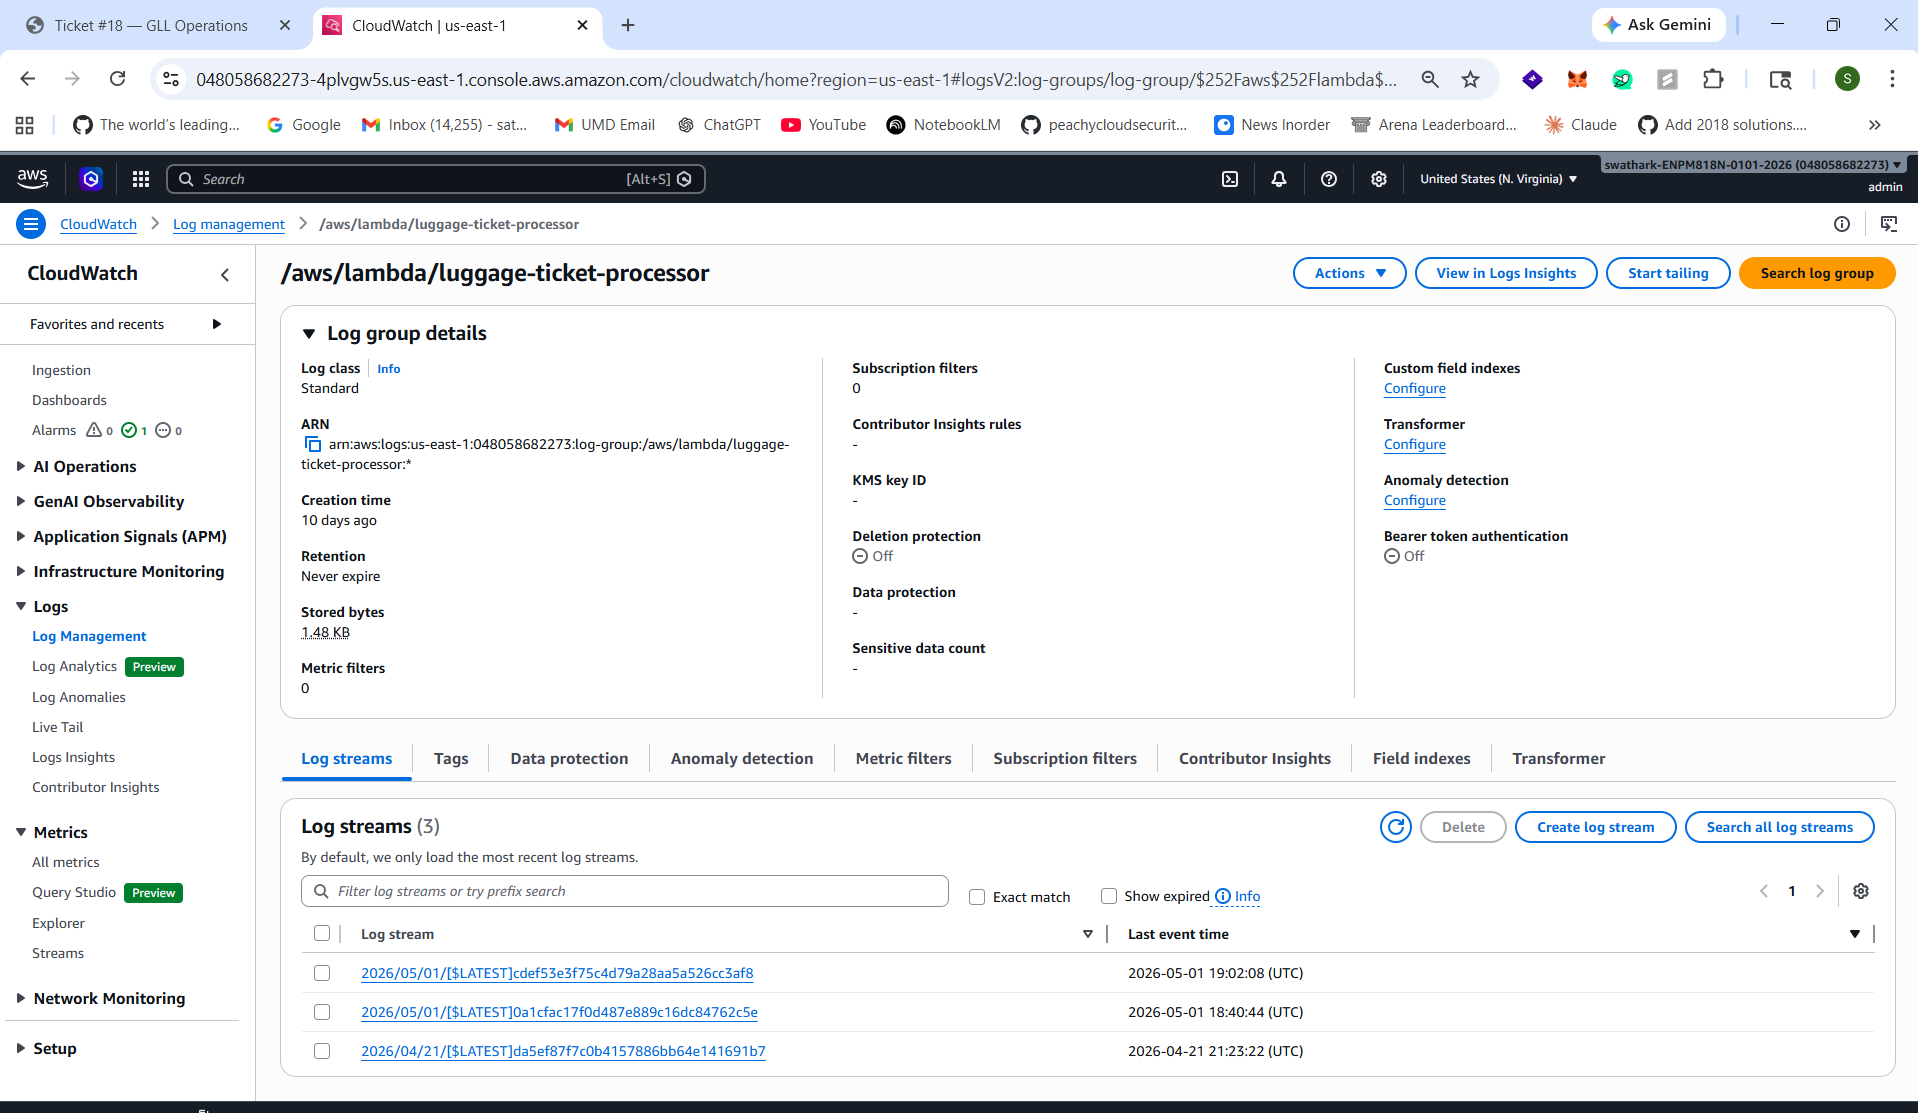 Ticket #18 — GLL Operations
CloudWatch | us-east-1
Ask Gemini
048058682273-4plvgw5s.us-east-1.console.aws.amazon.com/cloudwatch/home?region=us-east-1#logsV2:log-groups/log-group/$252Faws$252Flambda$...
S
The world's leading...
Google
Inbox (14,255) - sat...
UMD Email
ChatGPT
YouTube
NotebookLM
peachycloudsecurit...
News Inorder
Arena Leaderboard...
Claude
Add 2018 solutions....
aws
Search
[Alt+S]
United States (N. Virginia)
swathark-ENPM818N-0101-2026 (048058682273)
admin
CloudWatch
Log management
/aws/lambda/luggage-ticket-processor
CloudWatch
Favorites and recents
Ingestion
Dashboards
Alarms 0 1 0
AI Operations
GenAI Observability
Application Signals (APM)
Infrastructure Monitoring
Logs
Log Management
Log Analytics Preview
Log Anomalies
Live Tail
Logs Insights
Contributor Insights
Metrics
All metrics
Query Studio Preview
Explorer
Streams
Network Monitoring
Setup
/aws/lambda/luggage-ticket-processor
Actions
View in Logs Insights
Start tailing
Search log group
Log group details
Log class Info
Standard
ARN
arn:aws:logs:us-east-1:048058682273:log-group:/aws/lambda/luggage-
ticket-processor:*
Creation time
10 days ago
Retention
Never expire
Stored bytes
1.48 KB
Metric filters
0
Subscription filters
0
Contributor Insights rules
-
KMS key ID
-
Deletion protection
Off
Data protection
-
Sensitive data count
-
Custom field indexes
Configure
Transformer
Configure
Anomaly detection
Configure
Bearer token authentication
Off
Log streams
Tags
Data protection
Anomaly detection
Metric filters
Subscription filters
Contributor Insights
Field indexes
Transformer
Log streams (3)
By default, we only load the most recent log streams.
Delete
Create log stream
Search all log streams
Filter log streams or try prefix search
Exact match
Show expired Info
1
Log stream
Last event time
2026/05/01/[$LATEST]cdef53e3f75c4d79a28aa5a526cc3af8
2026-05-01 19:02:08 (UTC)
2026/05/01/[$LATEST]0a1cfac17f0d487e889c16dc84762c5e
2026-05-01 18:40:44 (UTC)
2026/04/21/[$LATEST]da5ef87f7c0b4157886bb64e141691b7
2026-04-21 21:23:22 (UTC)